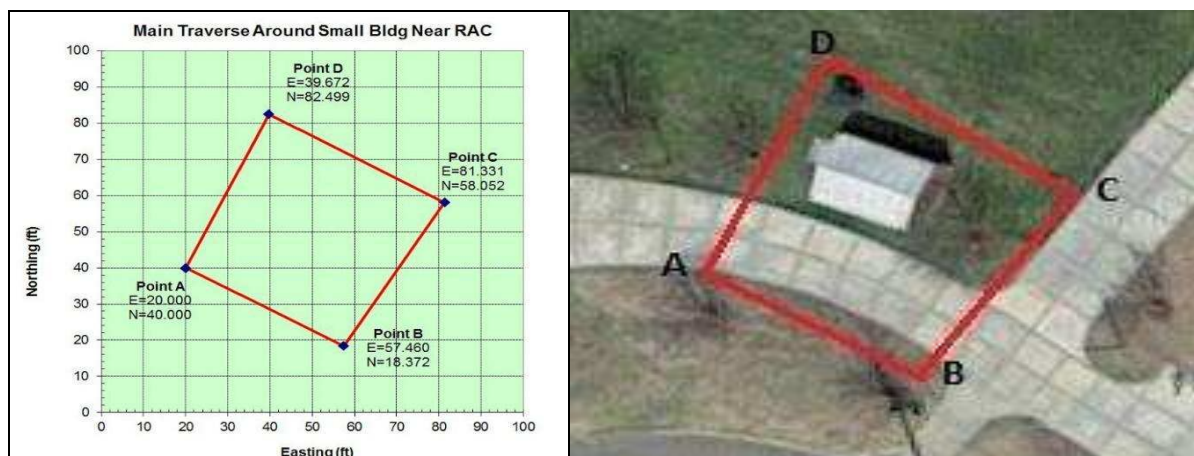 Main Traverse Around Small Bldg Near RAC
100
90
80
70
60
50
40
30
20
10
0
0 10 20 30 40 50 60 70 80 90 100
Northing (ft)
Easting (ft)
Point D
E=39.672
N=82.499
Point C
E=81.331
N=58.052
Point A
E=20.000
N=40.000
Point B
E=57.460
N=18.372
D
C
A
B